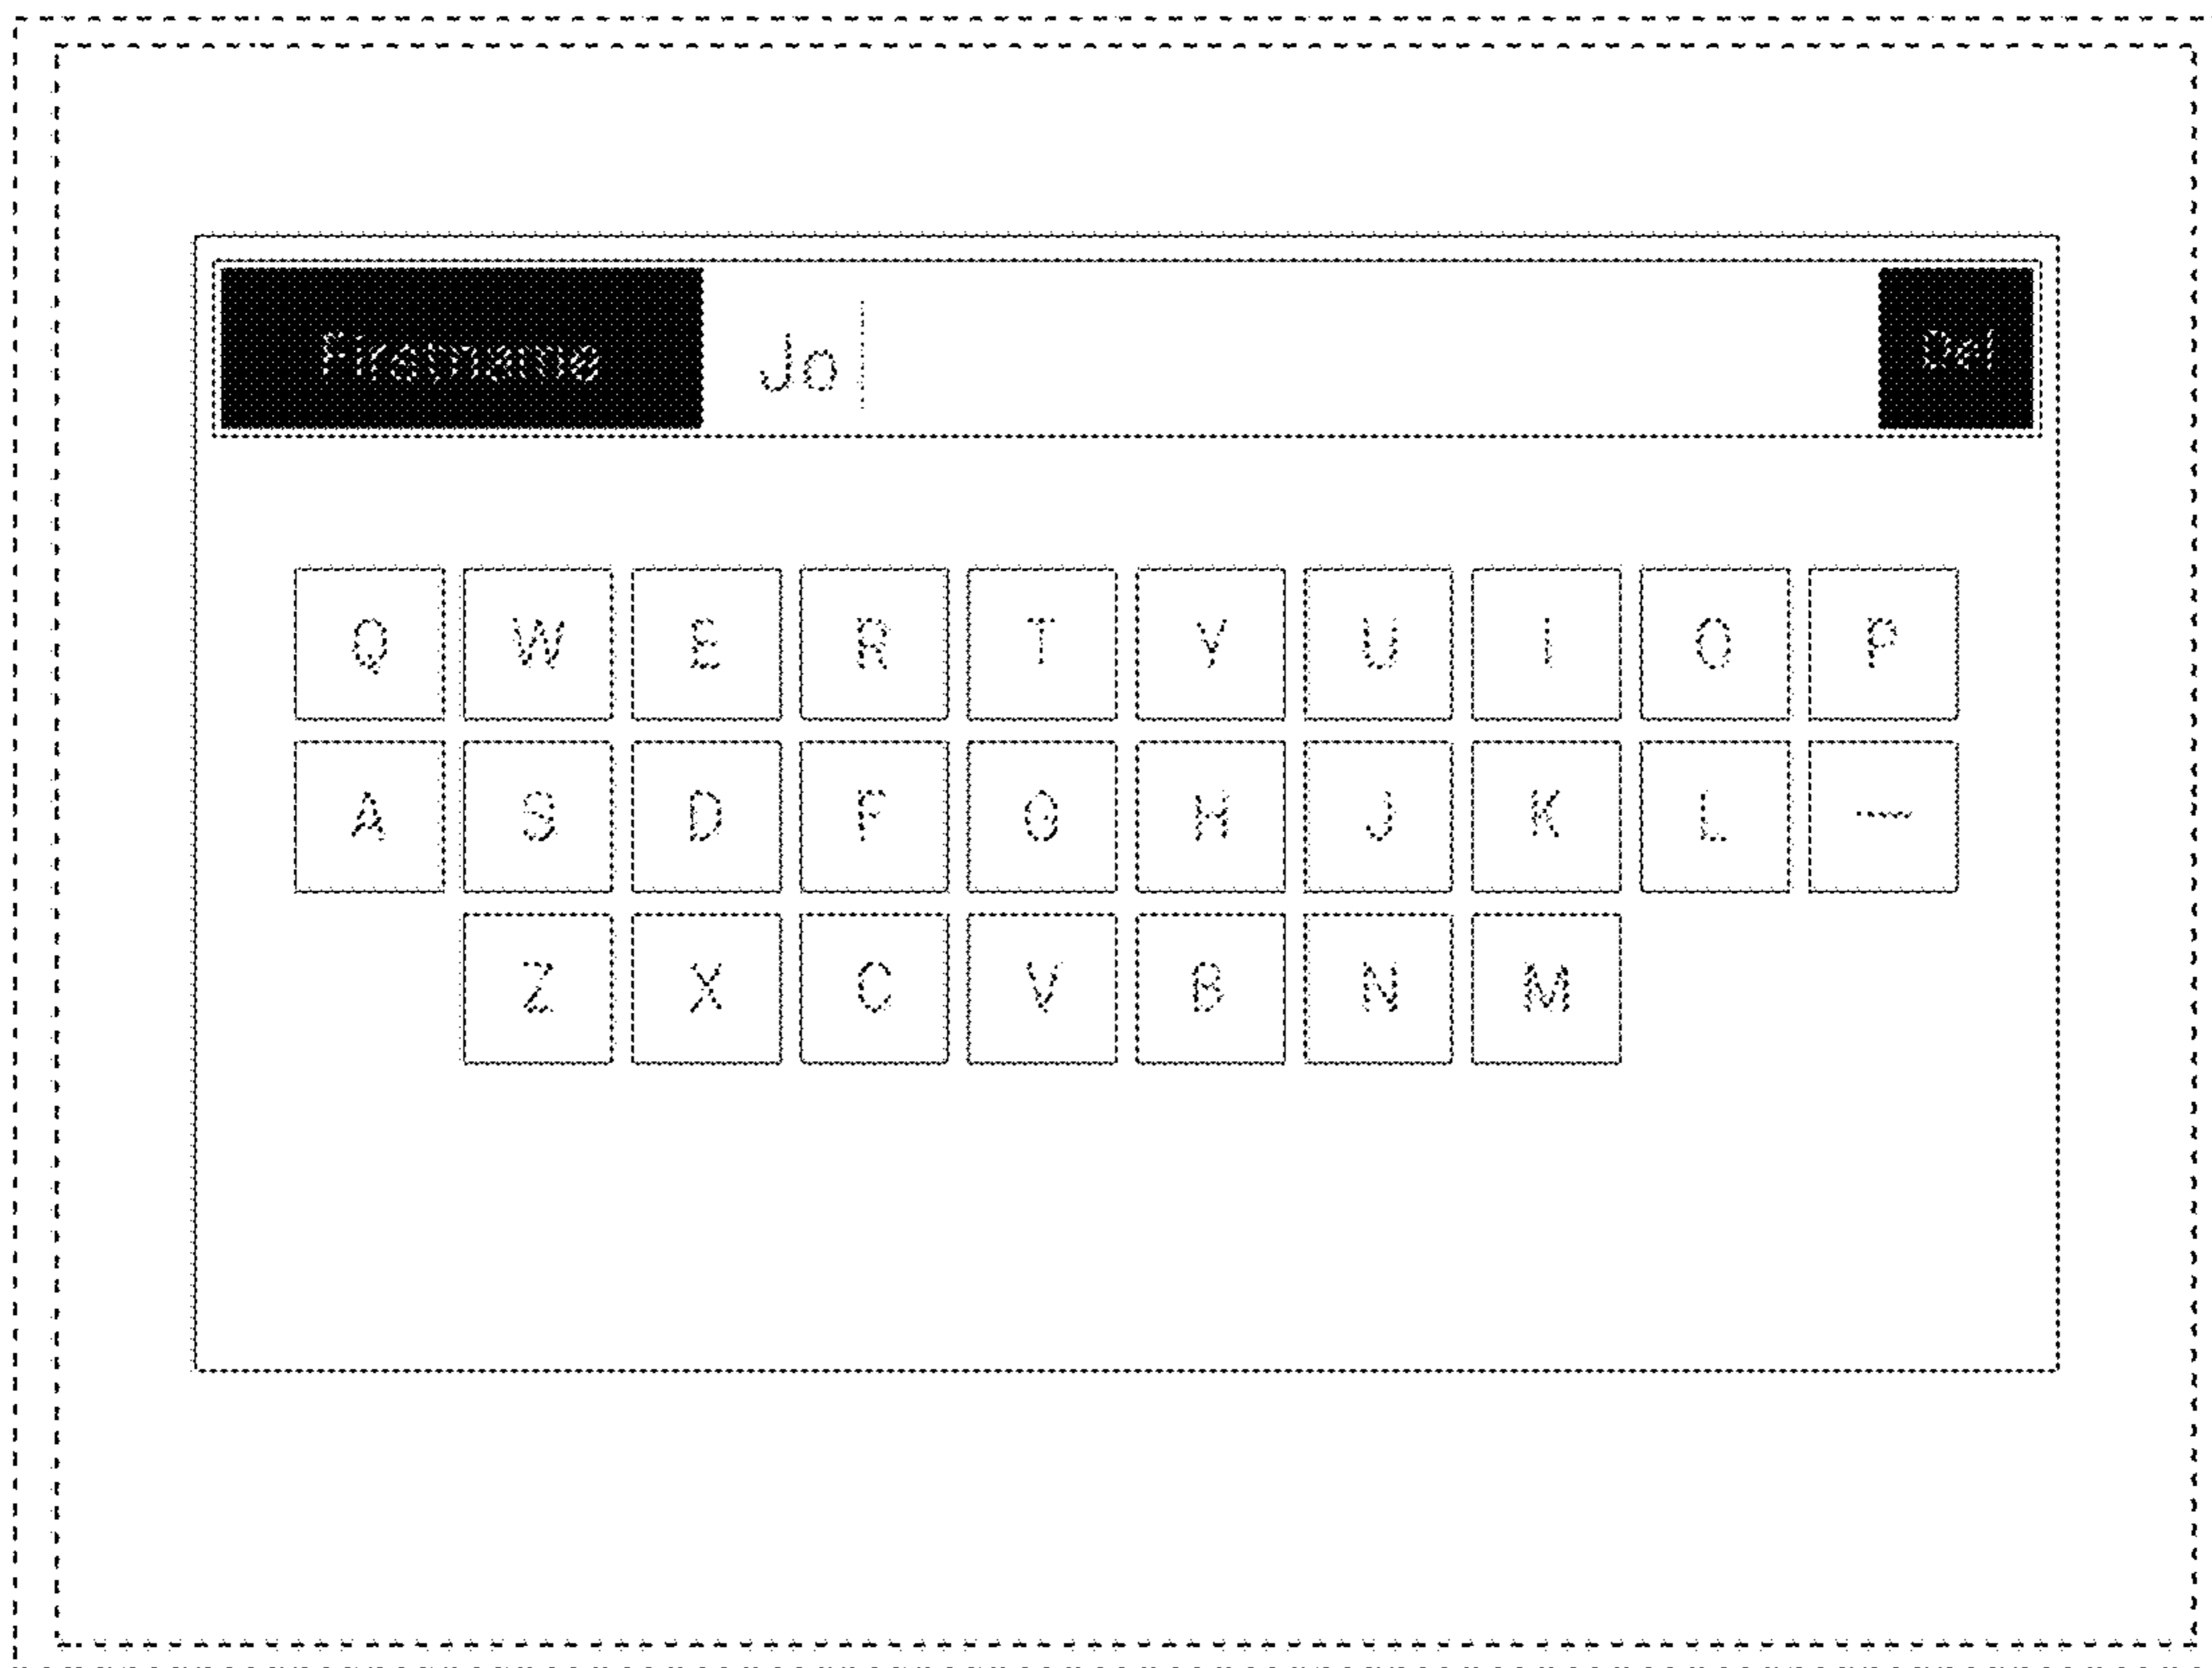 Firstname Jo Del
Q W E R T Y U I O P
A S D F G H J K L —
Z X C V B N M